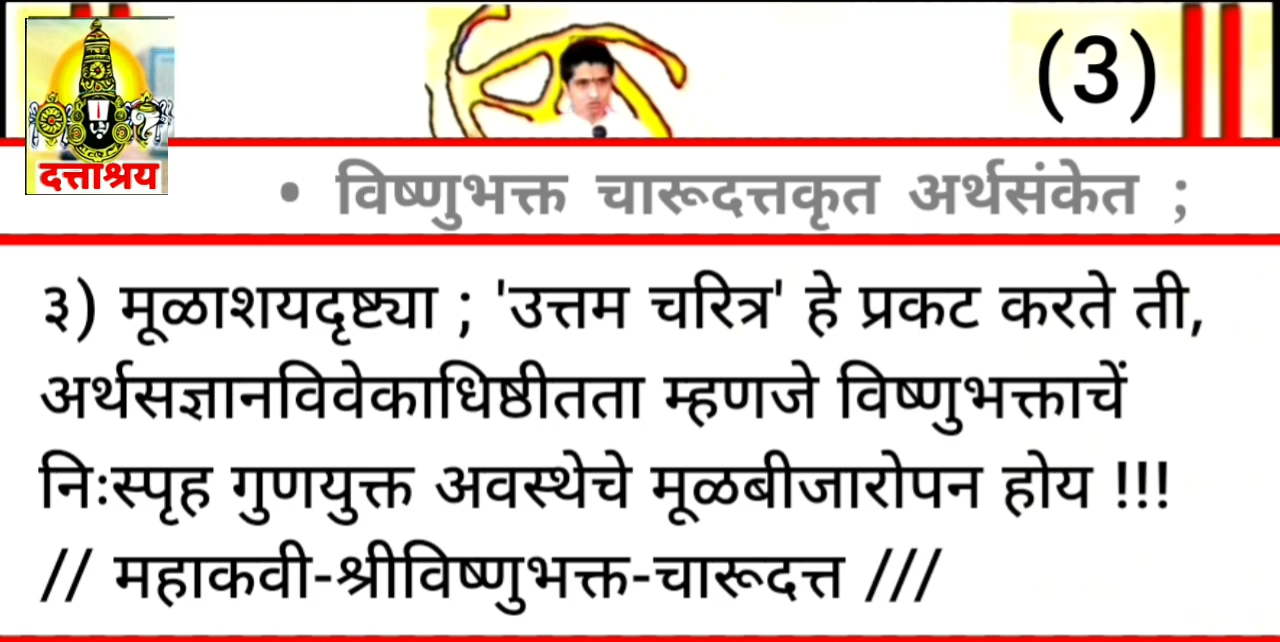 (3)
दत्ताश्रय
• विष्णुभक्त चारूदत्तकृत अर्थसंकेत ;
३) मूळाशयदृष्ट्या ; 'उत्तम चरित्र' हे प्रकट करते ती,
अर्थसज्ञानविवेकाधिष्ठीतता म्हणजे विष्णुभक्ताचें
निःस्पृह गुणयुक्त अवस्थेचे मूळबीजारोपन होय !!!
// महाकवी-श्रीविष्णुभक्त-चारूदत्त ///